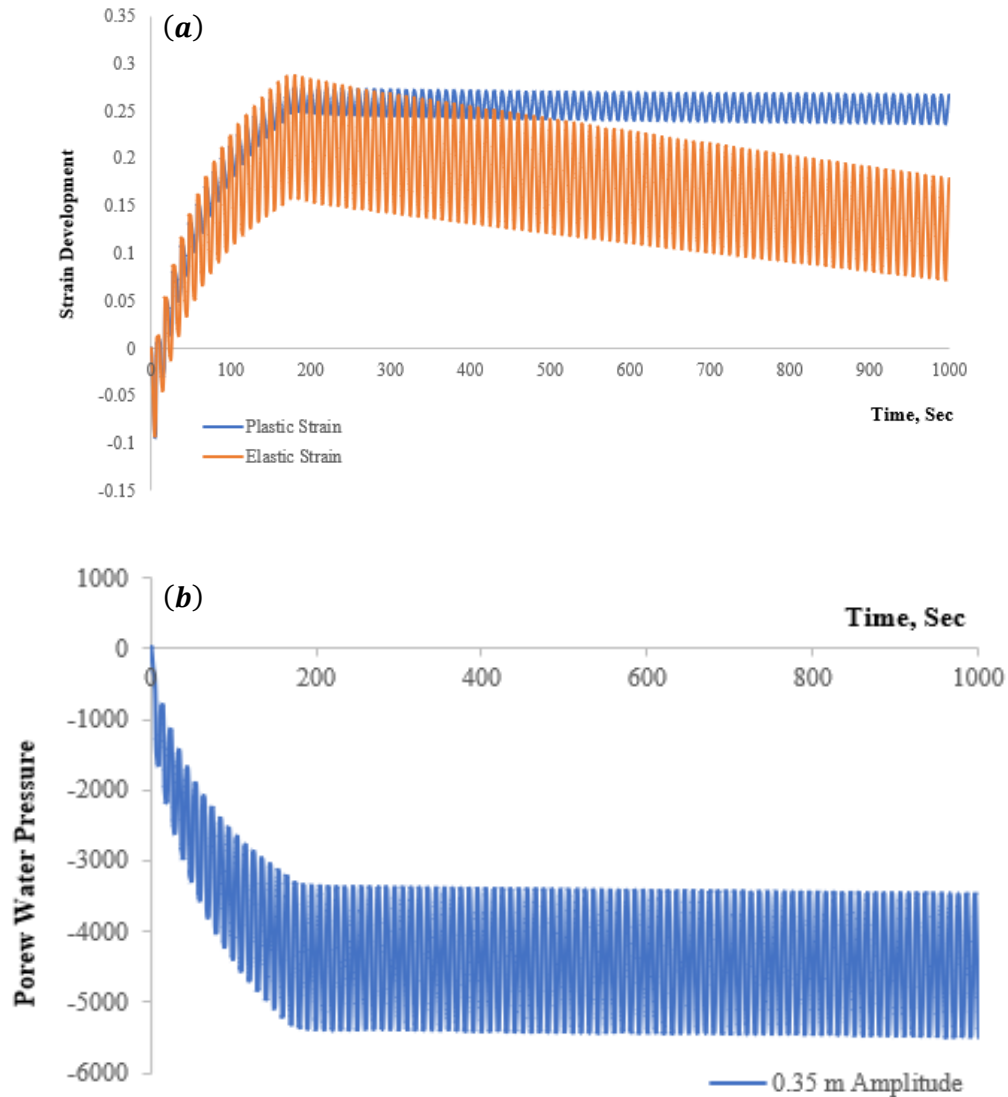 (a)
0.35
0.3
0.25
0.2
0.15
0.1
0.05
0
-0.05
-0.1
-0.15
Strain Development
0 100 200 300 400 500 600 700 800 900 1000
Time, Sec
Plastic Strain
Elastic Strain
(b)
1000
0
-1000
-2000
-3000
-4000
-5000
-6000
Porew Water Pressure
Time, Sec
0 200 400 600 800 1000
0.35 m Amplitude